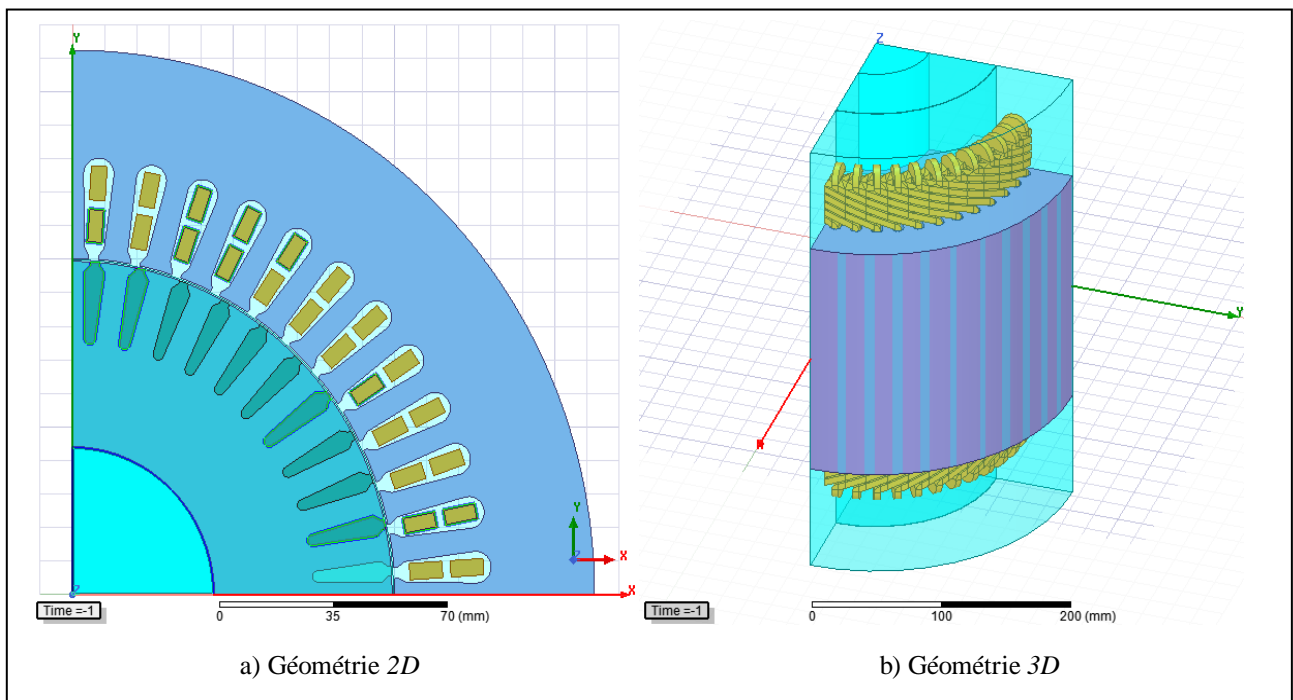 Y
Y
X
Z
X
Time =-1
0
35
70 (mm)
a) Géométrie 2D
Z
Y
X
Time =-1
0
100
200 (mm)
b) Géométrie 3D